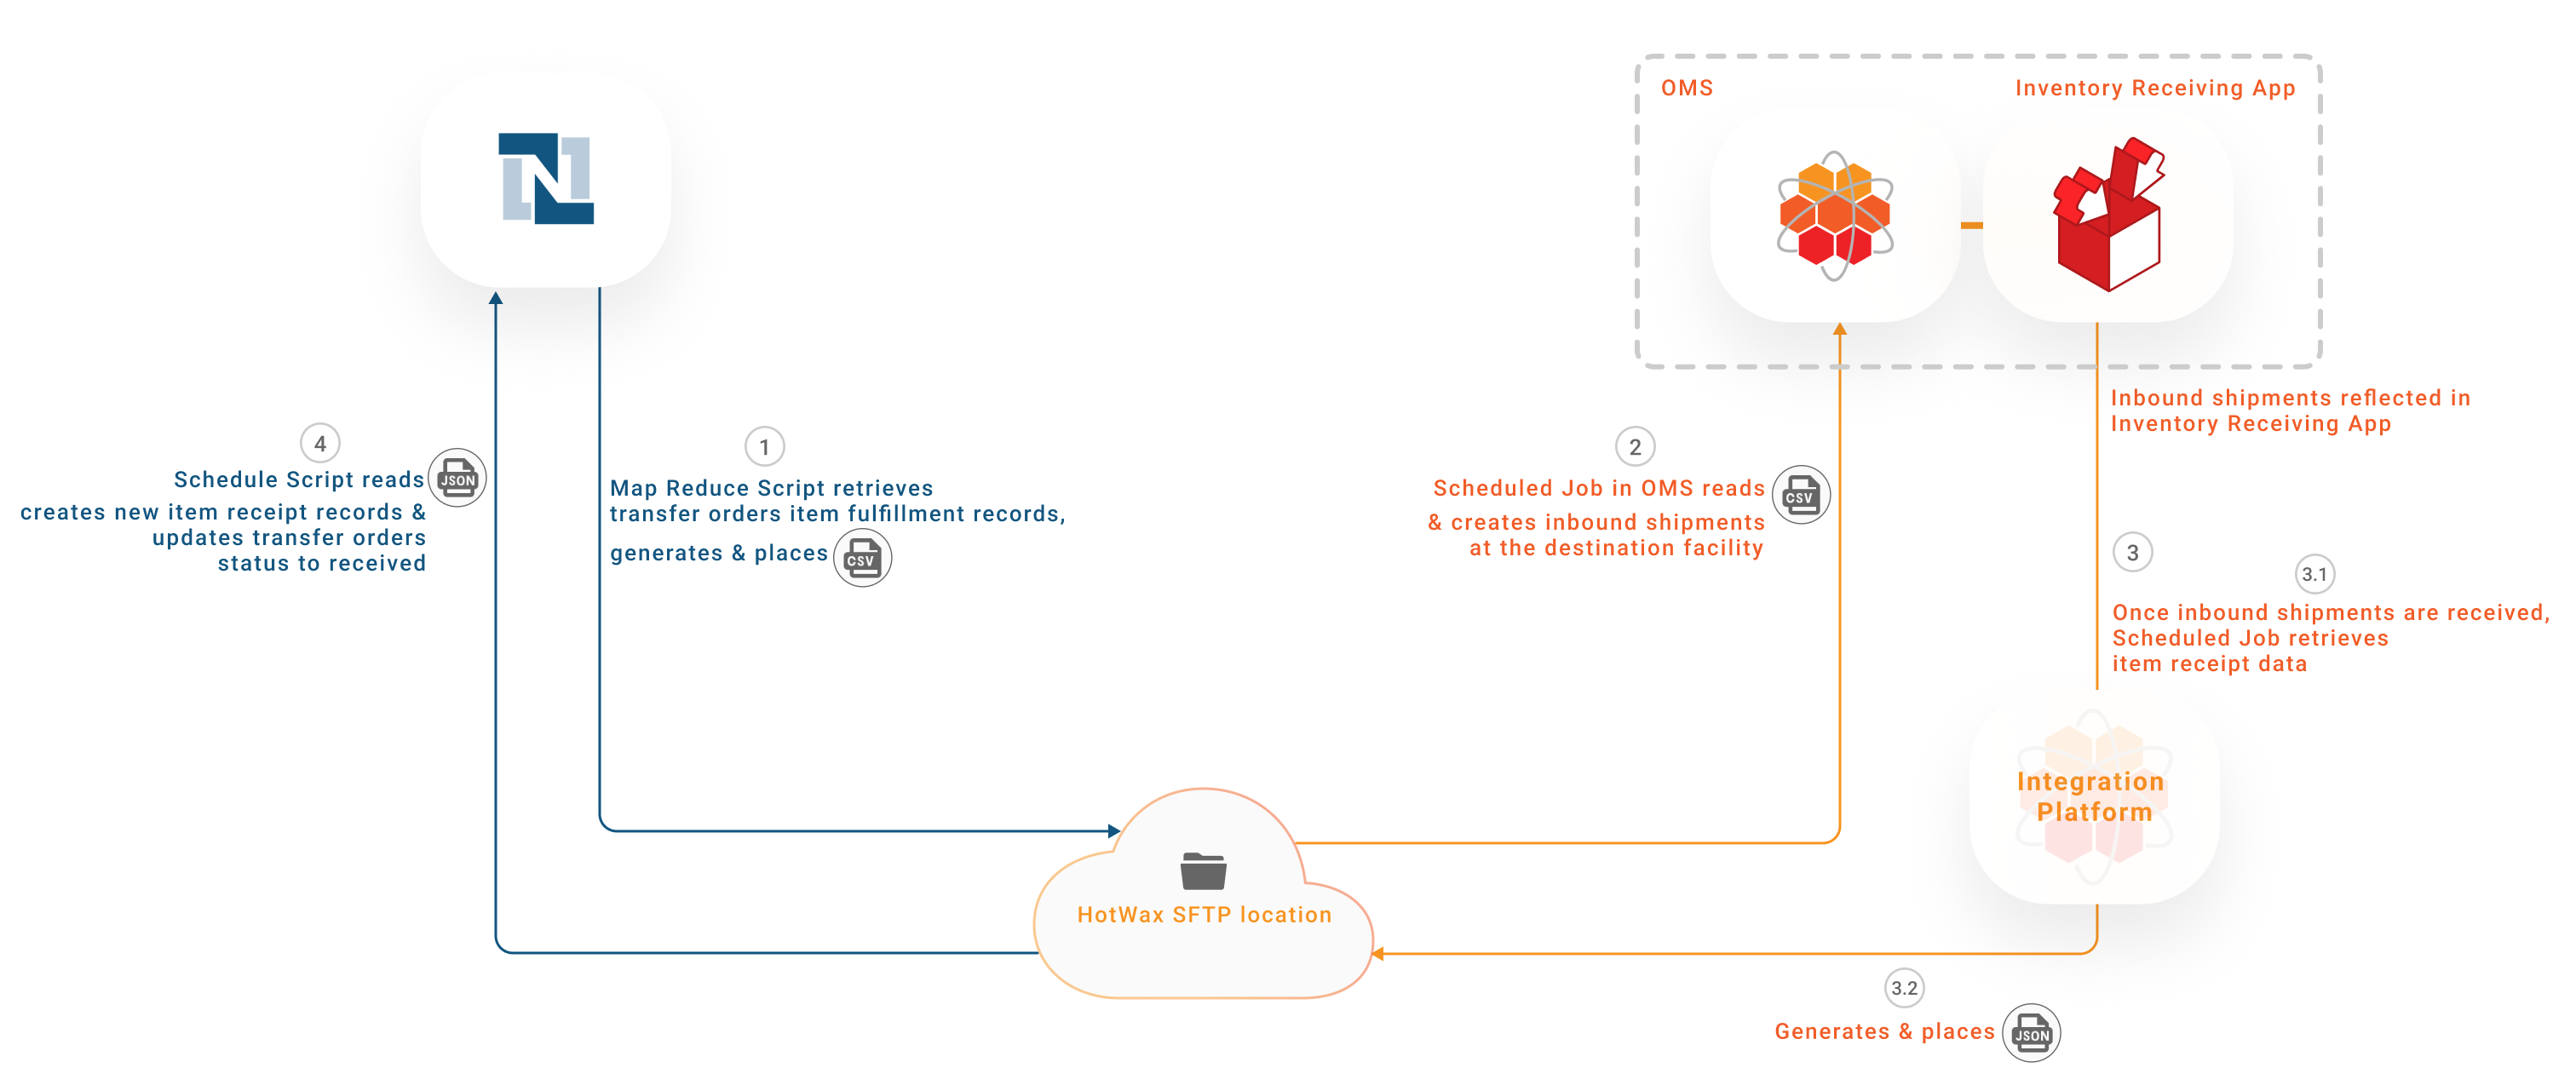 OMS
Inventory Receiving App
N
4
Schedule Script reads
JSON
creates new item receipt records &
updates transfer orders
status to received
1
Map Reduce Script retrieves
transfer orders item fulfillment records,
generates & places
CSV
2
Scheduled Job in OMS reads
CSV
& creates inbound shipments
at the destination facility
Inbound shipments reflected in
Inventory Receiving App
3
3.1
Once inbound shipments are received,
Scheduled Job retrieves
item receipt data
Integration
Platform
HotWax SFTP location
3.2
Generates & places
JSON